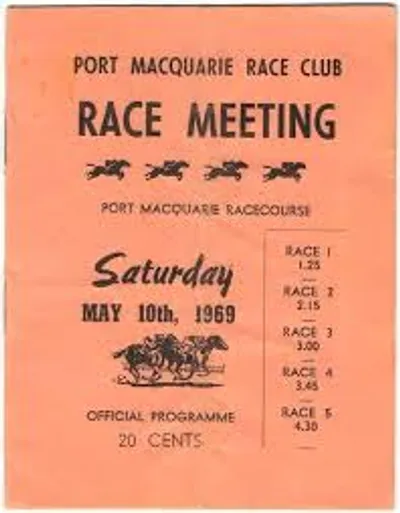 PORT MACQUARIE RACE CLUB
RACE MEETING
PORT MACQUARIE RACECOURSE
Saturday
MAY 10th, 1969
OFFICIAL PROGRAMME
20 CENTS
RACE 1
1.25
RACE 2
2.15
RACE 3
3.00
RACE 4
3.45
RACE 5
4.30